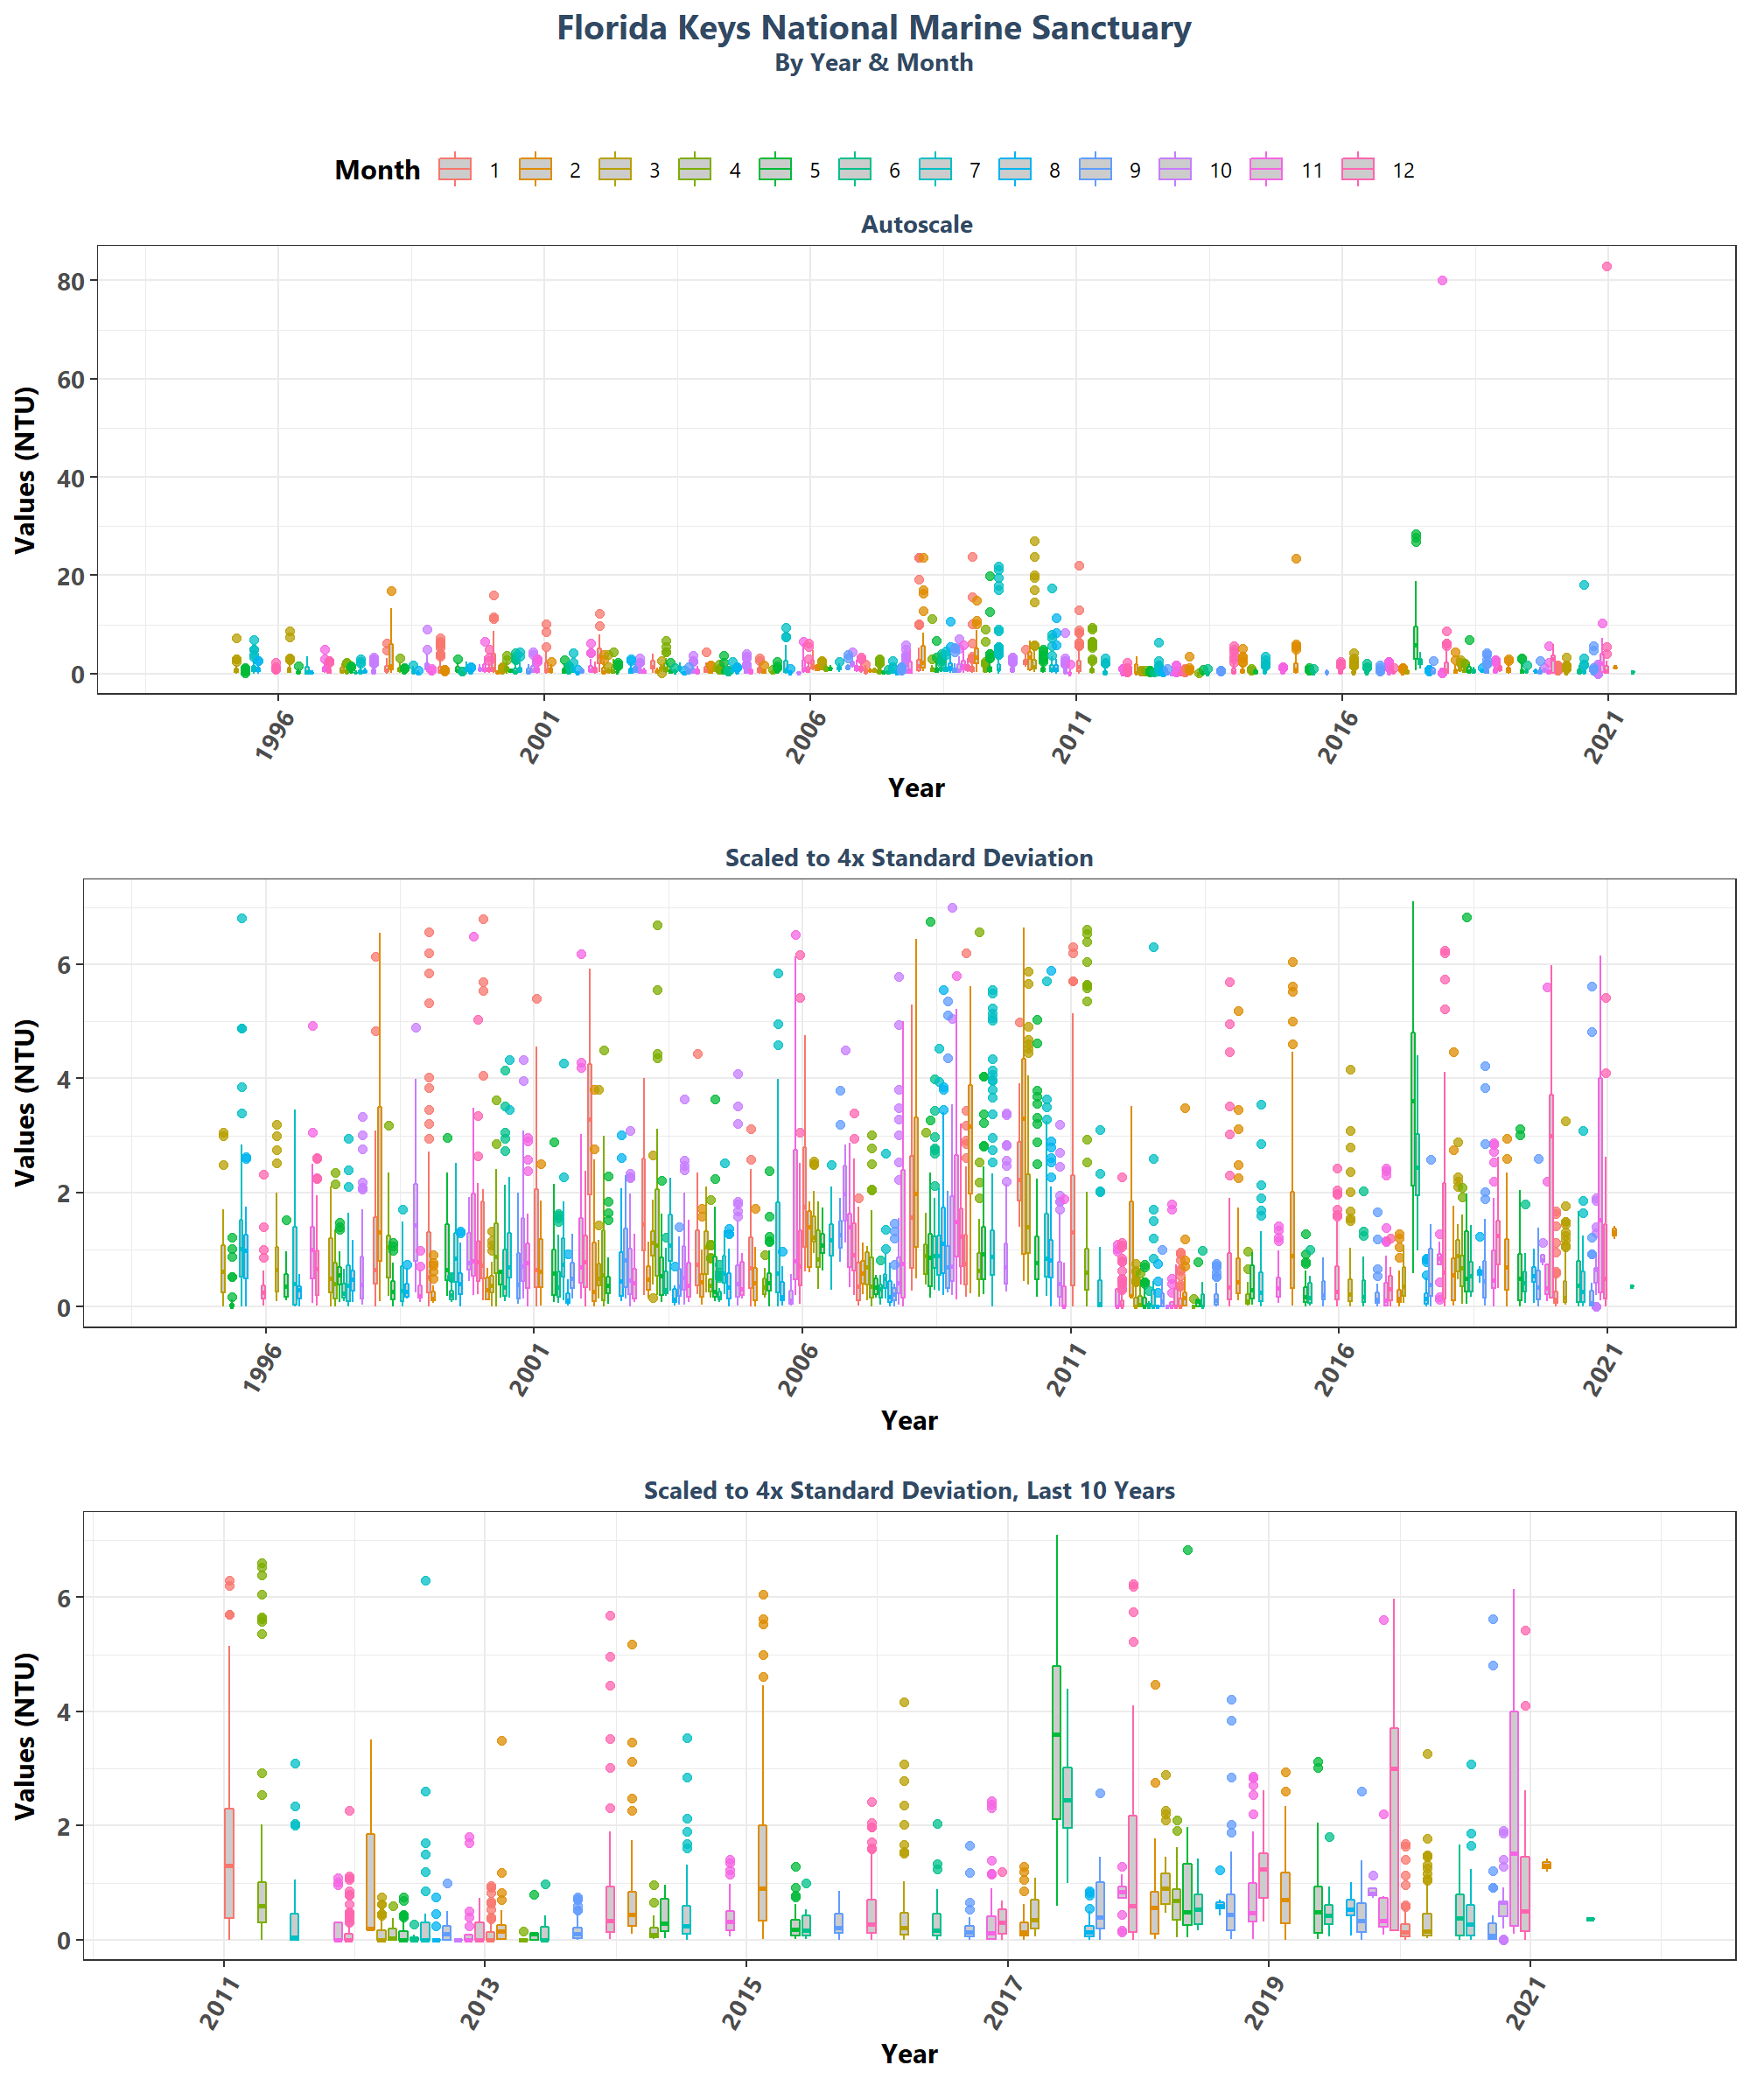 Florida Keys National Marine Sanctuary
By Year & Month
Month 1 2 3 4 5 6 7 8 9 10 11 12
Autoscale
Values (NTU)
80
60
40
20
0
1996 2001 2006 2011 2016 2021
Year
Scaled to 4x Standard Deviation
Values (NTU)
6
4
2
0
1996 2001 2006 2011 2016 2021
Year
Scaled to 4x Standard Deviation, Last 10 Years
Values (NTU)
6
4
2
0
2011 2013 2015 2017 2019 2021
Year